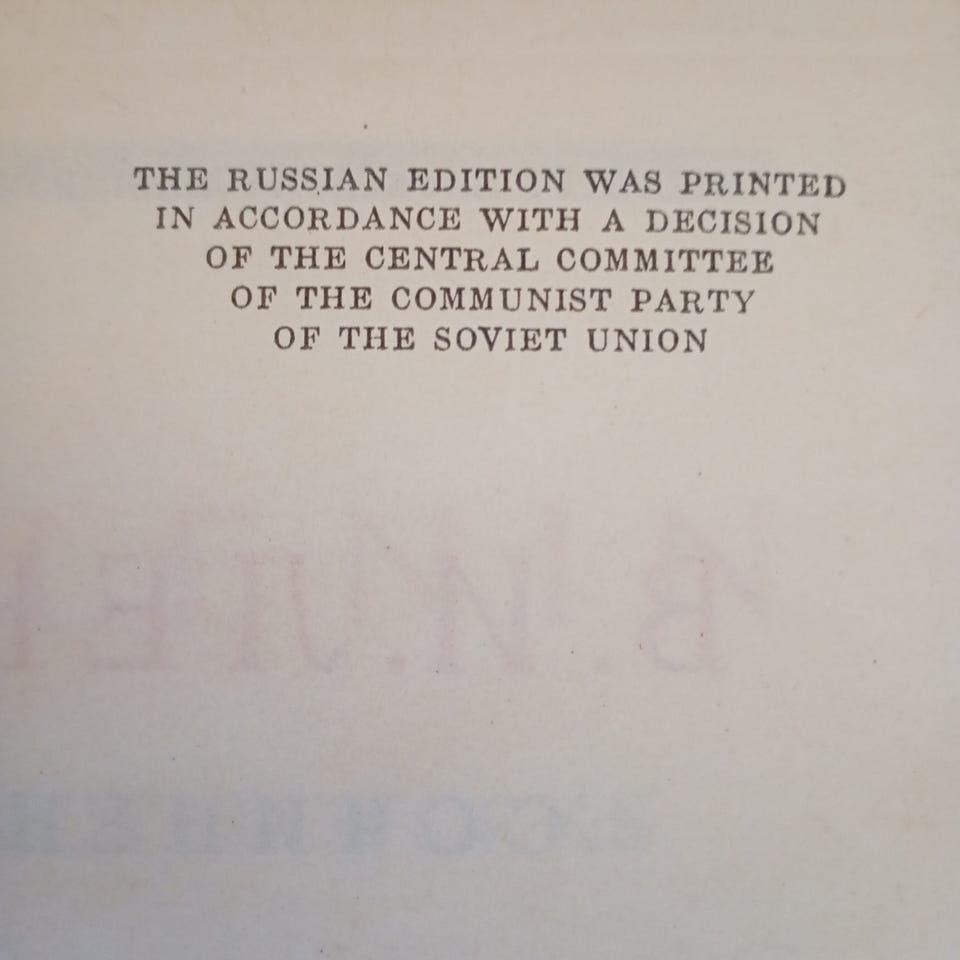 THE RUSSIAN EDITION WAS PRINTED
IN ACCORDANCE WITH A DECISION
OF THE CENTRAL COMMITTEE
OF THE COMMUNIST PARTY
OF THE SOVIET UNION